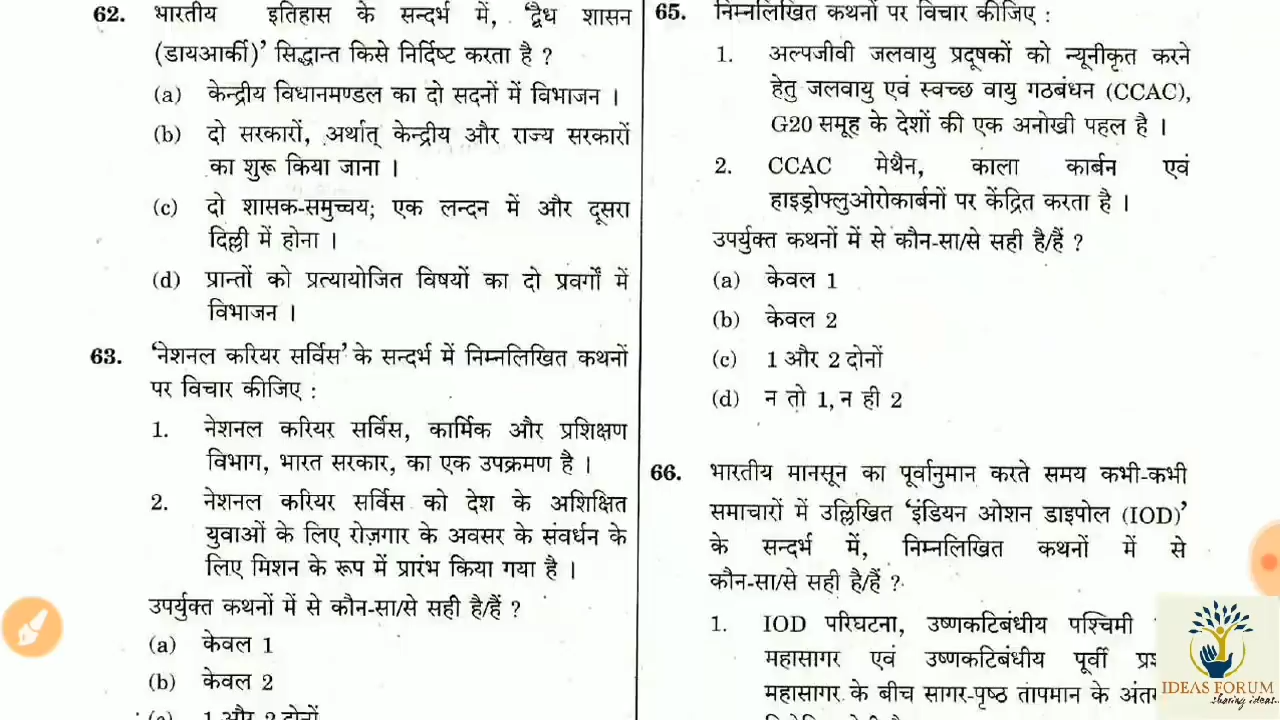 62. भारतीय इतिहास के सन्दर्भ में, 'द्वैध शासन
(डायआर्की)' सिद्धान्त किसे निर्दिष्ट करता है ?
(a) केन्द्रीय विधानमण्डल का दो सदनों में विभाजन ।
(b) दो सरकारों, अर्थात् केन्द्रीय और राज्य सरकारों
का शुरू किया जाना ।
(c) दो शासक-समुच्चय; एक लन्दन में और दूसरा
दिल्ली में होना ।
(d) प्रान्तों को प्रत्यायोजित विषयों का दो प्रवर्गों में
विभाजन ।
63. 'नेशनल करियर सर्विस' के सन्दर्भ में निम्नलिखित कथनों
पर विचार कीजिए :
1. नेशनल करियर सर्विस, कार्मिक और प्रशिक्षण
विभाग, भारत सरकार, का एक उपक्रमण है ।
2. नेशनल करियर सर्विस को देश के अशिक्षित
युवाओं के लिए रोज़गार के अवसर के संवर्धन के
लिए मिशन के रूप में प्रारंभ किया गया है ।
उपर्युक्त कथनों में से कौन-सा/से सही है/हैं ?
(a) केवल 1
(b) केवल 2
1 और 2 दोनों
65. निम्नलिखित कथनों पर विचार कीजिए :
1. अल्पजीवी जलवायु प्रदूषकों को न्यूनीकृत करने
हेतु जलवायु एवं स्वच्छ वायु गठबंधन (CCAC),
G20 समूह के देशों की एक अनोखी पहल है ।
2. CCAC मेथैन, काला कार्बन एवं
हाइड्रोफ्लुओरोकार्बनों पर केंद्रित करता है ।
उपर्युक्त कथनों में से कौन-सा/से सही है/हैं ?
(a) केवल 1
(b) केवल 2
(c) 1 और 2 दोनों
(d) न तो 1, न ही 2
66. भारतीय मानसून का पूर्वानुमान करते समय कभी-कभी
समाचारों में उल्लिखित 'इंडियन ओशन डाइपोल (IOD)'
के सन्दर्भ में, निम्नलिखित कथनों में से
कौन-सा/से सही है/हैं ?
1. IOD परिघटना, उष्णकटिबंधीय पश्चिमी
महासागर एवं उष्णकटिबंधीय पूर्वी
महासागर के बीच सागर-पृष्ठ तापमान के
IDEAS FORUM
sharing ideas